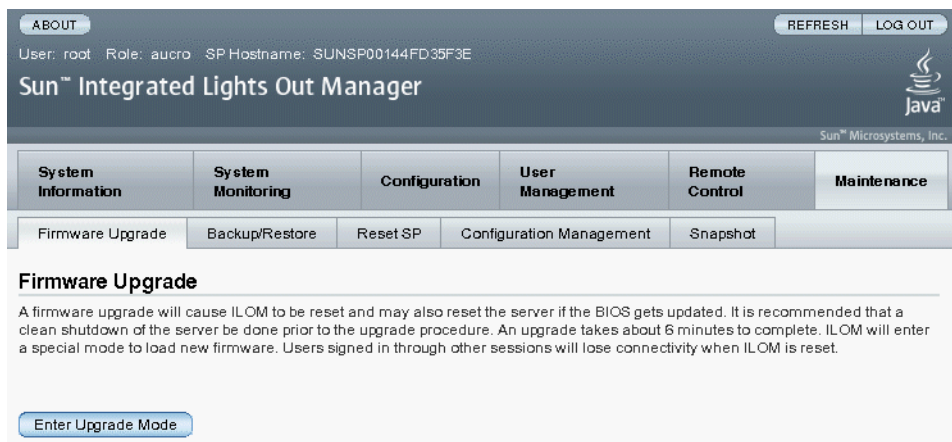 ABOUT
REFRESH LOG OUT
User: root Role: aucro SP Hostname: SUNSP00144FD35F3E
Sun™ Integrated Lights Out Manager
Java™
Sun™ Microsystems, Inc.
System Information
System Monitoring
Configuration
User Management
Remote Control
Maintenance
Firmware Upgrade Backup/Restore Reset SP Configuration Management Snapshot
Firmware Upgrade
A firmware upgrade will cause ILOM to be reset and may also reset the server if the BIOS gets updated. It is recommended that a
clean shutdown of the server be done prior to the upgrade procedure. An upgrade takes about 6 minutes to complete. ILOM will enter
a special mode to load new firmware. Users signed in through other sessions will lose connectivity when ILOM is reset.
Enter Upgrade Mode